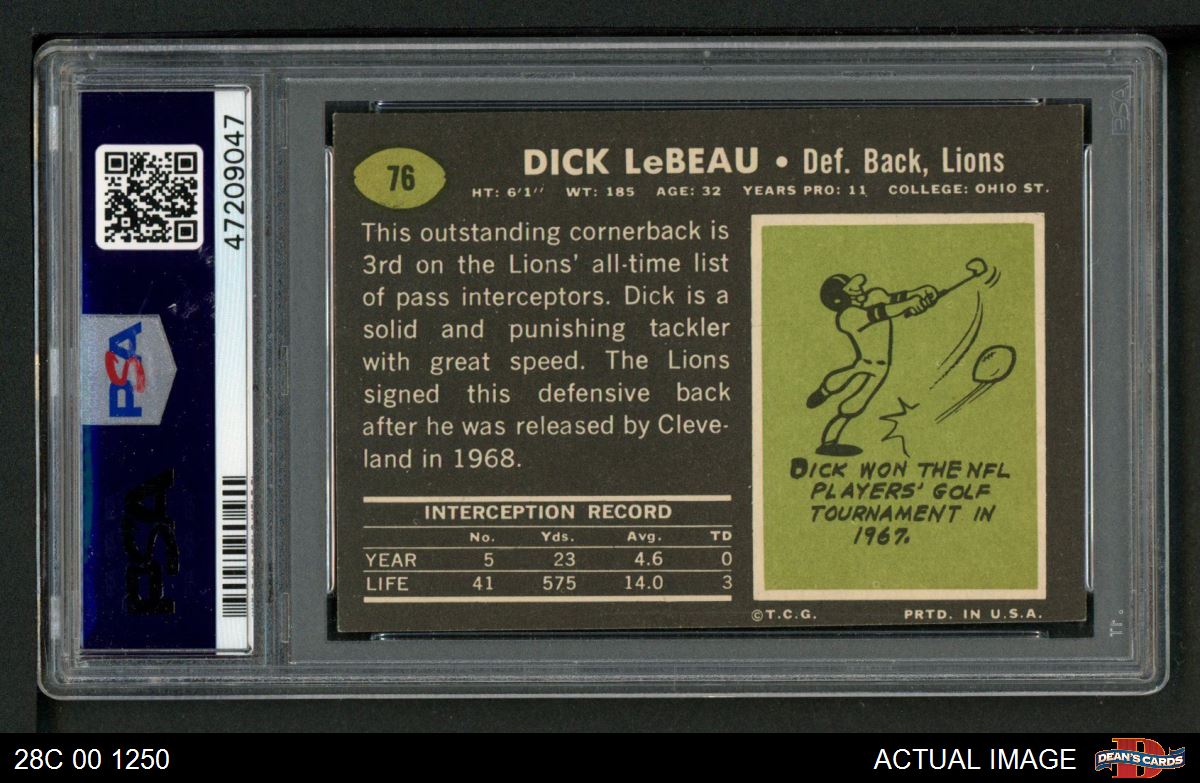 PSA
47209047
PSA
PSA
76
DICK LeBEAU • Def. Back, Lions
HT: 6'1'' WT: 185 AGE: 32 YEARS PRO: 11 COLLEGE: OHIO ST.
This outstanding cornerback is
3rd on the Lions' all-time list
of pass interceptors. Dick is a
solid and punishing tackler
with great speed. The Lions
signed this defensive back
after he was released by Cleve-
land in 1968.
INTERCEPTION RECORD
No. Yds. Avg. TD
YEAR 5 23 4.6 0
LIFE 41 575 14.0 3
DICK WON THE NFL
PLAYERS' GOLF
TOURNAMENT IN
1967.
©T.C.G. PRTD. IN U.S.A.
28C 00 1250
ACTUAL IMAGE
DEAN'S CARDS